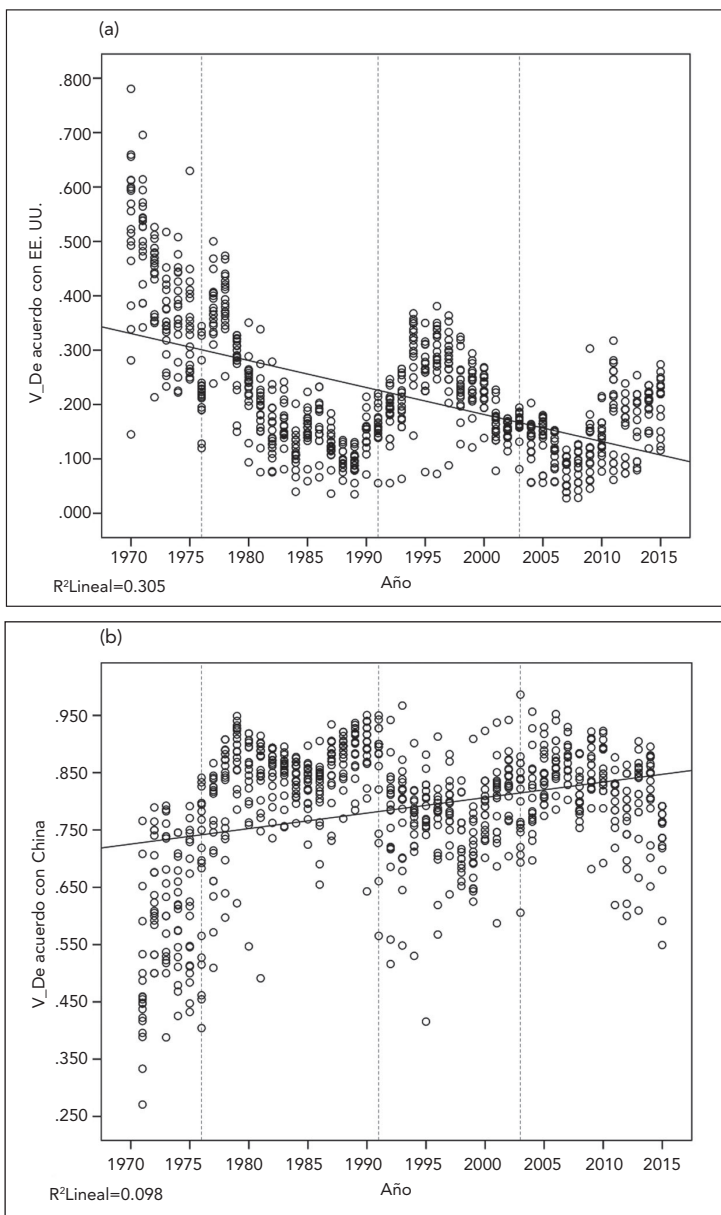 (a)
V_De acuerdo con EE. UU.
.800
.700
.600
.500
.400
.300
.200
.100
.000
1970 1975 1980 1985 1990 1995 2000 2005 2010 2015
Año
R²Lineal=0.305
(b)
V_De acuerdo con China
.950
.850
.750
.650
.550
.450
.350
.250
1970 1975 1980 1985 1990 1995 2000 2005 2010 2015
Año
R²Lineal=0.098